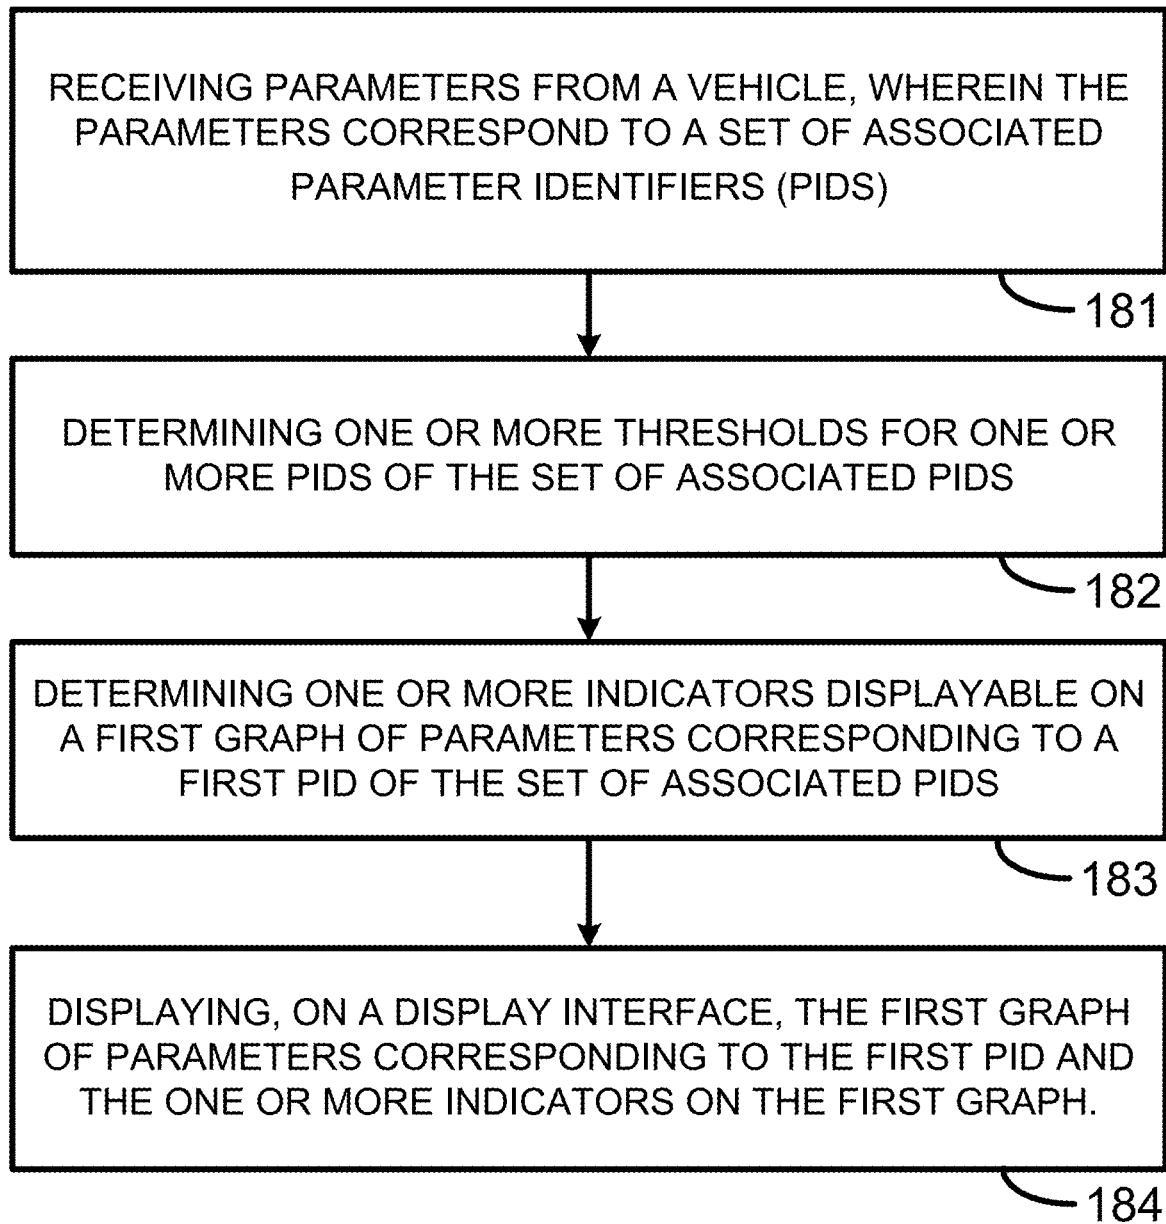 RECEIVING PARAMETERS FROM A VEHICLE, WHEREIN THE
PARAMETERS CORRESPOND TO A SET OF ASSOCIATED
PARAMETER IDENTIFIERS (PIDS)
181
DETERMINING ONE OR MORE THRESHOLDS FOR ONE OR
MORE PIDS OF THE SET OF ASSOCIATED PIDS
182
DETERMINING ONE OR MORE INDICATORS DISPLAYABLE ON
A FIRST GRAPH OF PARAMETERS CORRESPONDING TO A
FIRST PID OF THE SET OF ASSOCIATED PIDS
183
DISPLAYING, ON A DISPLAY INTERFACE, THE FIRST GRAPH
OF PARAMETERS CORRESPONDING TO THE FIRST PID AND
THE ONE OR MORE INDICATORS ON THE FIRST GRAPH.
184